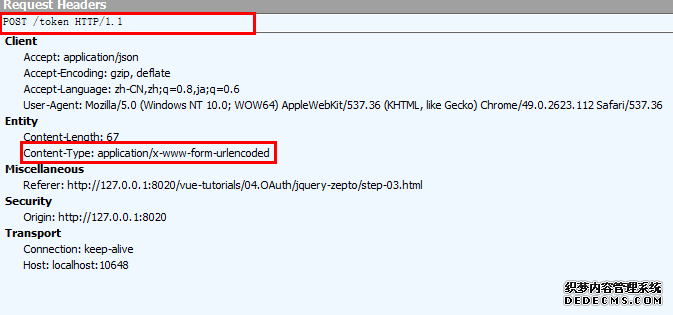 Request Headers
POST /token HTTP/1.1
Client
Accept: application/json
Accept-Encoding: gzip, deflate
Accept-Language: zh-CN,zh;q=0.8,ja;q=0.6
User-Agent: Mozilla/5.0 (Windows NT 10.0; WOW64) AppleWebKit/537.36 (KHTML, like Gecko) Chrome/49.0.2623.112 Safari/537.36
Entity
Content-Length: 67
Content-Type: application/x-www-form-urlencoded
Miscellaneous
Referer: http://127.0.0.1:8020/vue-tutorials/04.OAuth/jquery-zepto/step-03.html
Security
Origin: http://127.0.0.1:8020
Transport
Connection: keep-alive
Host: localhost:10648
织梦内容管理系统
DEDECMS.COM